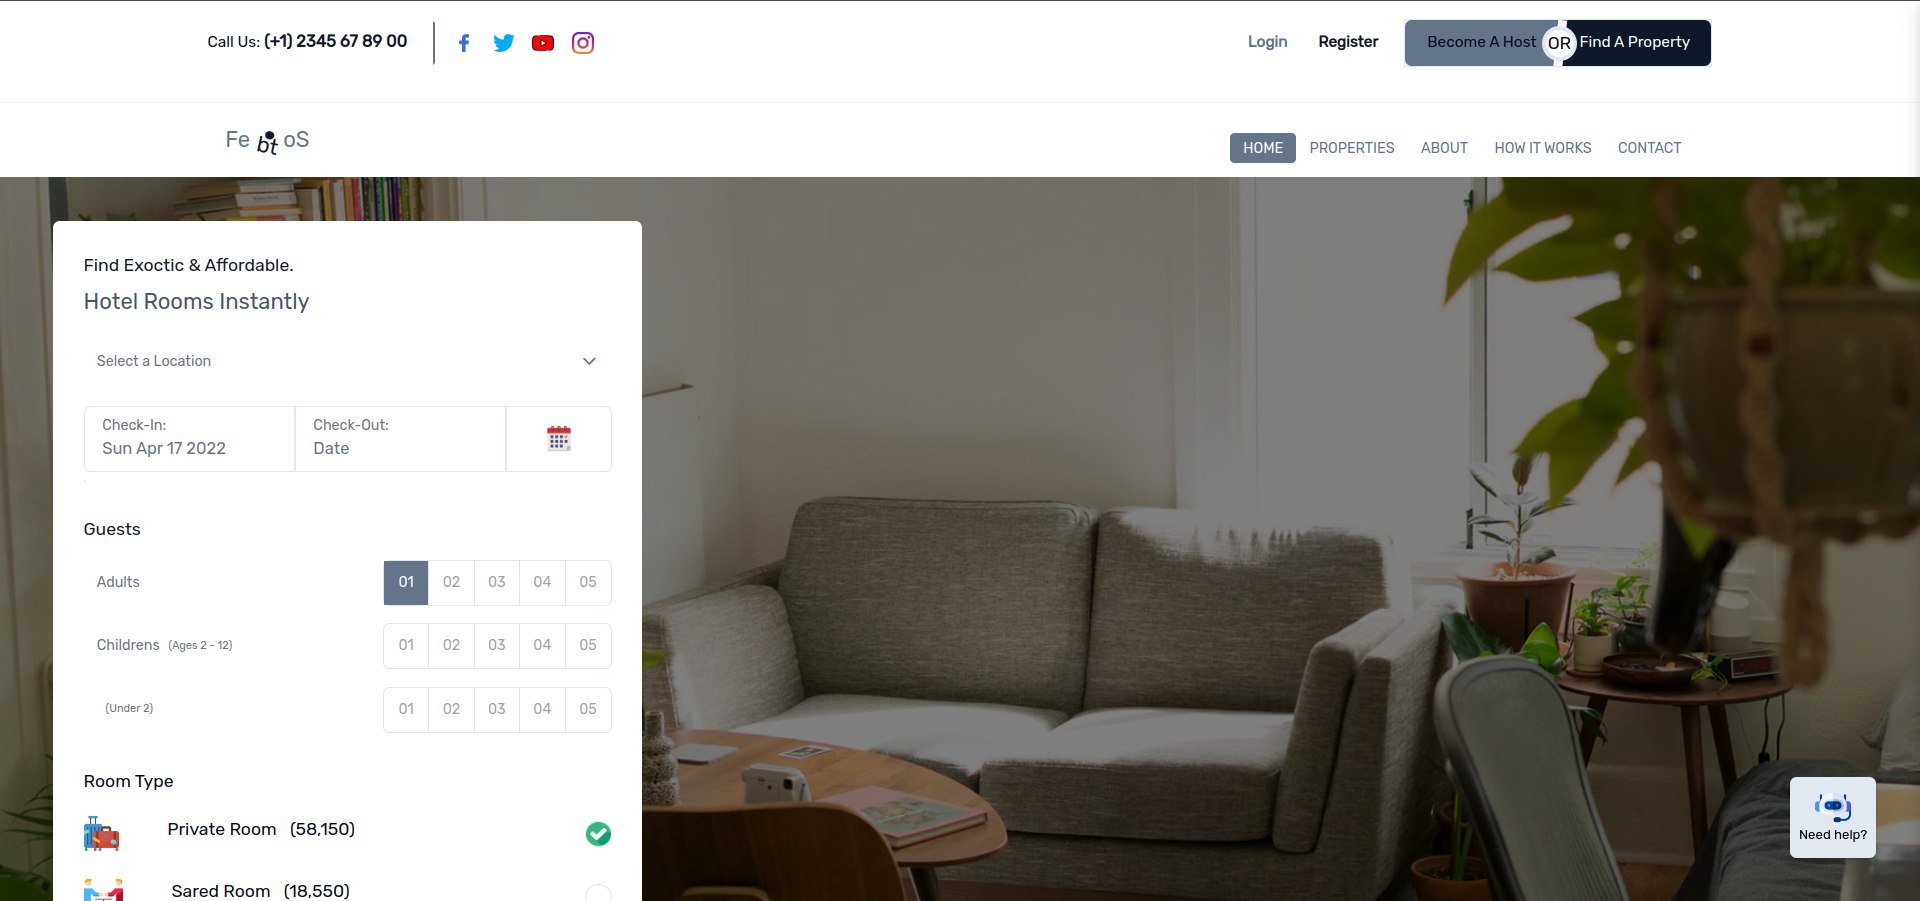 Call Us: (+1) 2345 67 89 00
Login Register Become A Host OR Find A Property
Fe bt oS
HOME PROPERTIES ABOUT HOW IT WORKS CONTACT
Find Exoctic & Affordable.
Hotel Rooms Instantly
Select a Location
Check-In: Check-Out:
Sun Apr 17 2022 Date
Guests
Adults 01 02 03 04 05
Childrens (Ages 2 - 12) 01 02 03 04 05
(Under 2) 01 02 03 04 05
Room Type
Private Room (58,150)
Sared Room (18,550)
Need help?